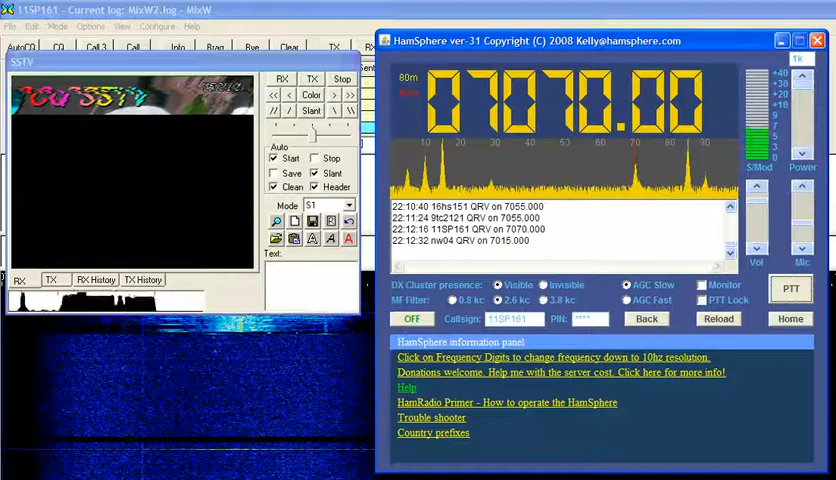 11SP161 - Current log: MixW2.log - MixW
File Edit Mode Options View Configure Help
AutoCQ CQ Call 3 Call Info Brag Bye Clear
SSTV
RX TX Stop
<< Color >>
// Slant \ \\
Auto
Start Stop
Save Slant
Clean Header
Mode S1
Text:
RX TX RX History TX History
HamSphere ver-31 Copyright (C) 2008 Kelly@hamsphere.com
80m
07070.00
10 20 30 40 50 60 70 80 90
22:10:40 16hs151 QRV on 7055.000
22:11:24 9tc2121 QRV on 7055.000
22:12:16 11SP161 QRV on 7070.000
22:12:32 nw04 QRV on 7015.000
1k
+40
+30
+20
+10
9
7
5
3
0
S/Mod Power
Vol Mic
DX Cluster presence: Visible Invisible AGC Slow Monitor
MF Filter: 0.8 kc 2.6 kc 3.8 kc AGC Fast PTT Lock
PTT
OFF Callsign: 11SP161 PIN: **** Back Reload Home
HamSphere information panel
Click on Frequency Digits to change frequency down to 10hz resolution.
Donations welcome. Help me with the server cost. Click here for more info!
Help
HamRadio Primer - How to operate the HamSphere
Trouble shooter
Country prefixes